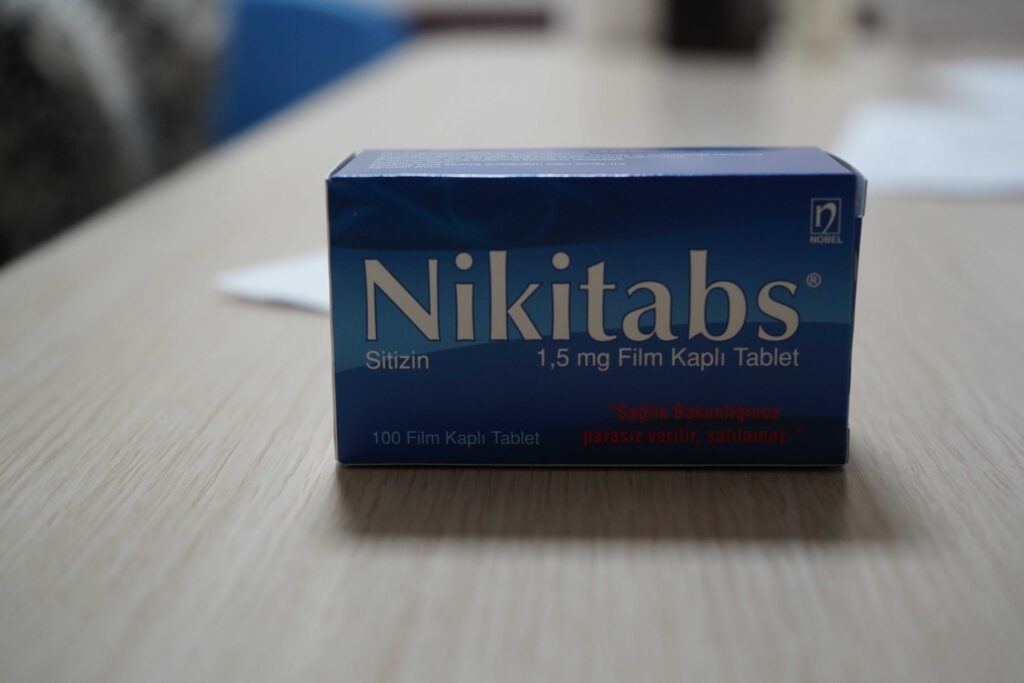 NOBEL
Nikitabs®
Sitizin
1,5 mg Film Kaplı Tablet
100 Film Kaplı Tablet
"Sağlık Bakanlığınca
parasız verilir, satılamaz."